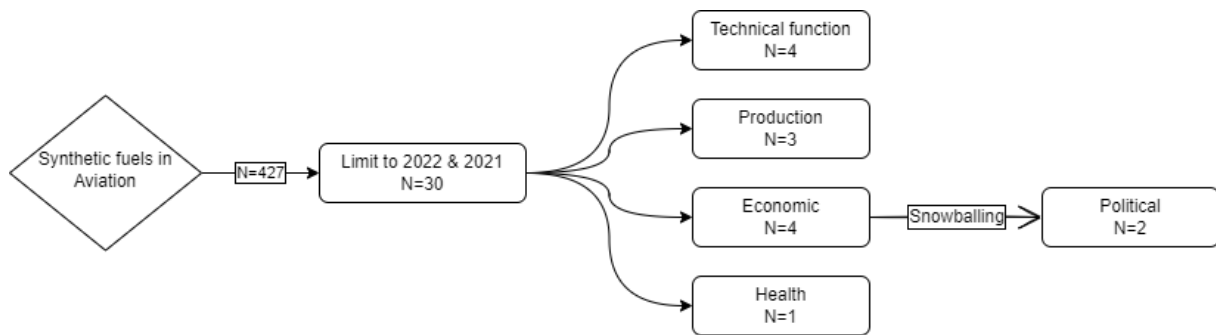 Synthetic fuels in
Aviation
N=427
Limit to 2022 & 2021
N=30
Technical function
N=4
Production
N=3
Economic
N=4
Snowballing
Political
N=2
Health
N=1